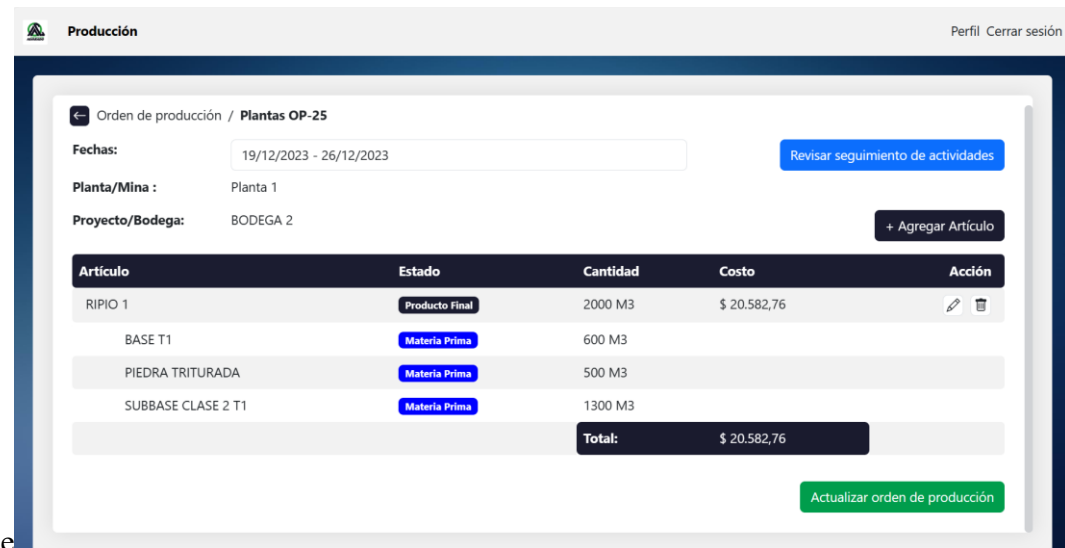 Producción Perfil Cerrar sesión
Orden de producción / Plantas OP-25
Fechas: 19/12/2023 - 26/12/2023 Revisar seguimiento de actividades
Planta/Mina : Planta 1
Proyecto/Bodega: BODEGA 2
+ Agregar Artículo
Artículo Estado Cantidad Costo Acción
RIPIO 1 Producto Final 2000 M3 $ 20.582,76
BASE T1 Materia Prima 600 M3
PIEDRA TRITURADA Materia Prima 500 M3
SUBBASE CLASE 2 T1 Materia Prima 1300 M3
Total: $ 20.582,76
Actualizar orden de producción
e